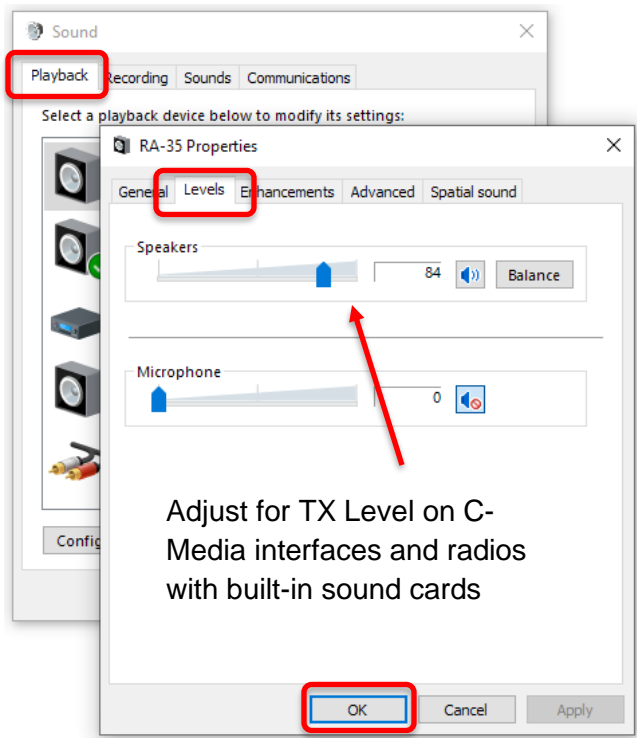 Sound
Playback Recording Sounds Communications
Select a playback device below to modify its settings:
RA-35 Properties
General Levels Enhancements Advanced Spatial sound
Speakers
84 Balance
Microphone
0
Adjust for TX Level on C-
Media interfaces and radios
with built-in sound cards
Config
OK Cancel Apply